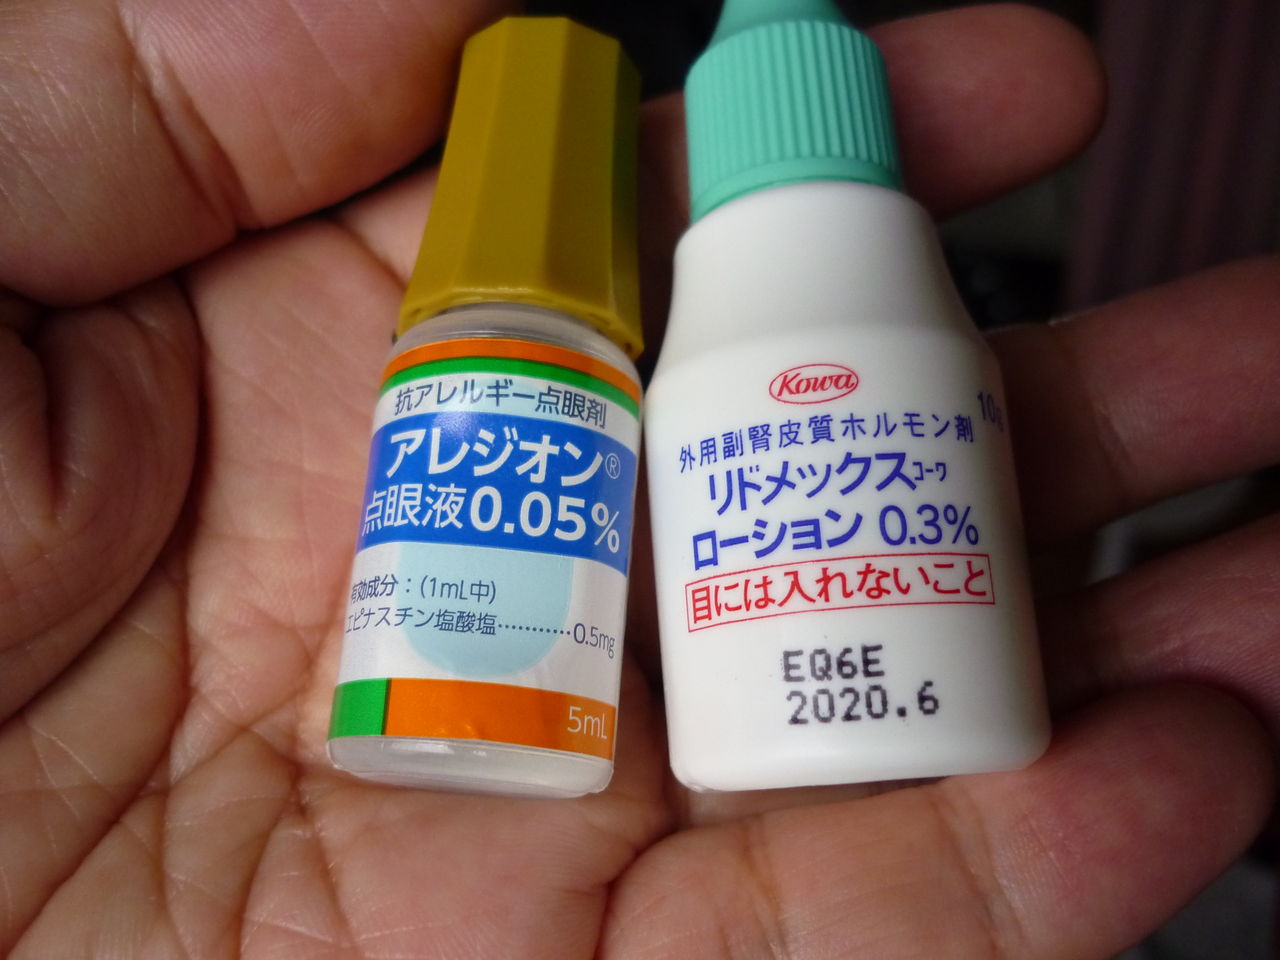 抗アレルギー点眼剤
アレジオン®
点眼液0.05%
有効成分：(1mL中)
エピナスチン塩酸塩…………0.5mg
5mL
Kowa
10g
外用副腎皮質ホルモン剤
リドメックスコーワ
ローション 0.3%
目には入れないこと
EQ6E
2020.6